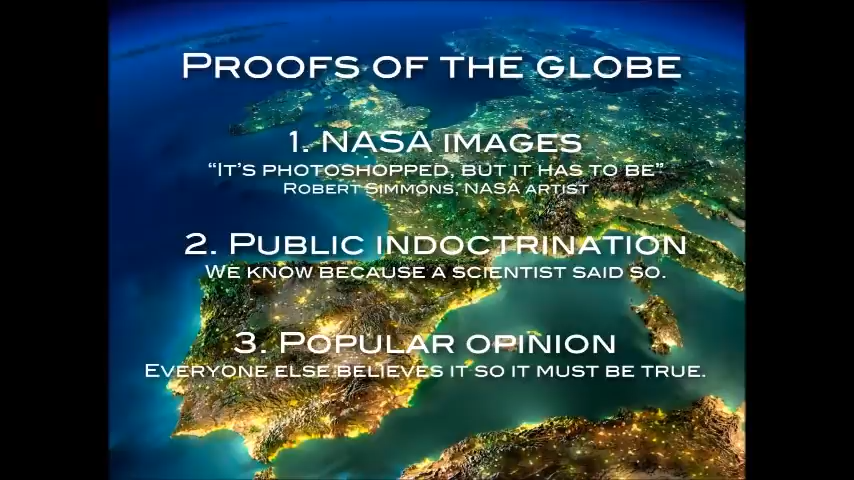 PROOFS OF THE GLOBE
1. NASA IMAGES
“IT’S PHOTOSHOPPED, BUT IT HAS TO BE”
ROBERT SIMMONS, NASA ARTIST
2. PUBLIC INDOCTRINATION
WE KNOW BECAUSE A SCIENTIST SAID SO.
3. POPULAR OPINION
EVERYONE ELSE BELIEVES IT SO IT MUST BE TRUE.